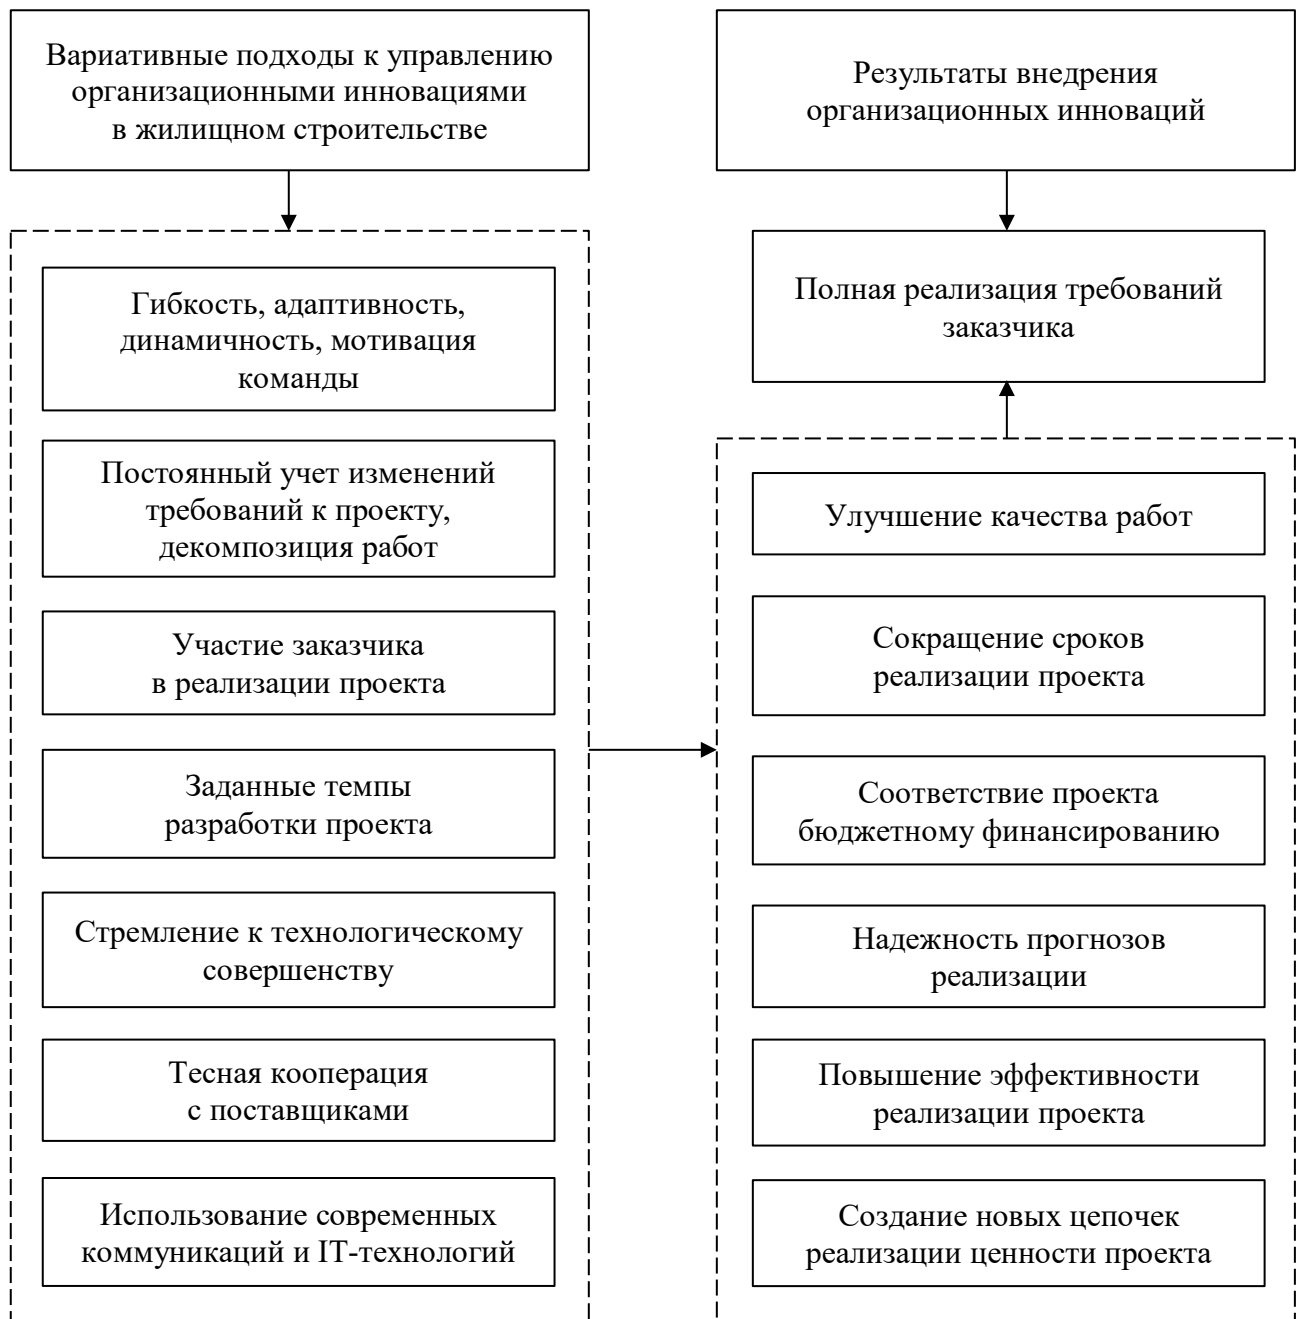 Вариативные подходы к управлению
организационными инновациями
в жилищном строительстве
Гибкость, адаптивность,
динамичность, мотивация
команды
Постоянный учет изменений
требований к проекту,
декомпозиция работ
Участие заказчика
в реализации проекта
Заданные темпы
разработки проекта
Стремление к технологическому
совершенству
Тесная кооперация
с поставщиками
Использование современных
коммуникаций и IT-технологий
Результаты внедрения
организационных инноваций
Полная реализация требований
заказчика
Улучшение качества работ
Сокращение сроков
реализации проекта
Соответствие проекта
бюджетному финансированию
Надежность прогнозов
реализации
Повышение эффективности
реализации проекта
Создание новых цепочек
реализации ценности проекта